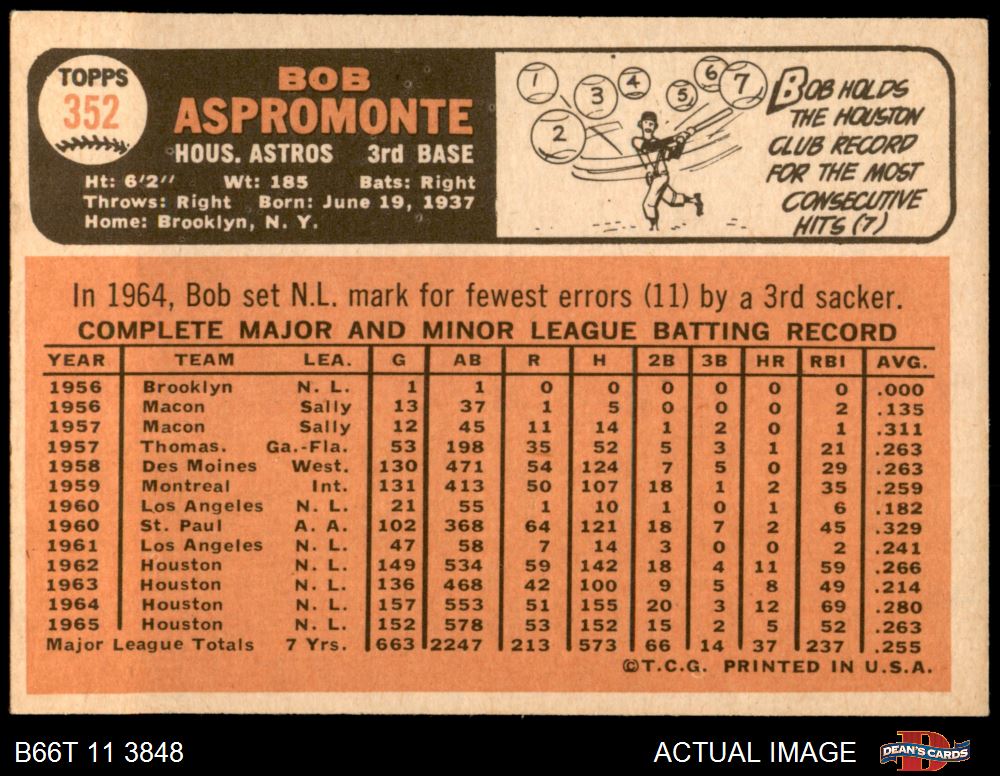 TOPPS
352
BOB
ASPROMONTE
HOUS. ASTROS 3rd BASE
Ht: 6'2" Wt: 185 Bats: Right
Throws: Right Born: June 19, 1937
Home: Brooklyn, N. Y.
1 2 3 4 5 6 7
BOB HOLDS
THE HOUSTON
CLUB RECORD
FOR THE MOST
CONSECUTIVE
HITS (7)
In 1964, Bob set N.L. mark for fewest errors (11) by a 3rd sacker.
COMPLETE MAJOR AND MINOR LEAGUE BATTING RECORD
YEAR TEAM LEA. G AB R H 2B 3B HR RBI AVG.
1956 Brooklyn N. L. 1 1 0 0 0 0 0 0 .000
1956 Macon Sally 13 37 1 5 0 0 0 2 .135
1957 Macon Sally 12 45 11 14 1 2 0 1 .311
1957 Thomas. Ga.-Fla. 53 198 35 52 5 3 1 21 .263
1958 Des Moines West. 130 471 54 124 7 5 0 29 .263
1959 Montreal Int. 131 413 50 107 18 1 2 35 .259
1960 Los Angeles N. L. 21 55 1 10 1 0 1 6 .182
1960 St. Paul A. A. 102 368 64 121 18 7 2 45 .329
1961 Los Angeles N. L. 47 58 7 14 3 0 0 2 .241
1962 Houston N. L. 149 534 59 142 18 4 11 59 .266
1963 Houston N. L. 136 468 42 100 9 5 8 49 .214
1964 Houston N. L. 157 553 51 155 20 3 12 69 .280
1965 Houston N. L. 152 578 53 152 15 2 5 52 .263
Major League Totals 7 Yrs. 663 2247 213 573 66 14 37 237 .255
©T.C.G. PRINTED IN U.S.A.
B66T 11 3848 ACTUAL IMAGE DEAN'S CARDS